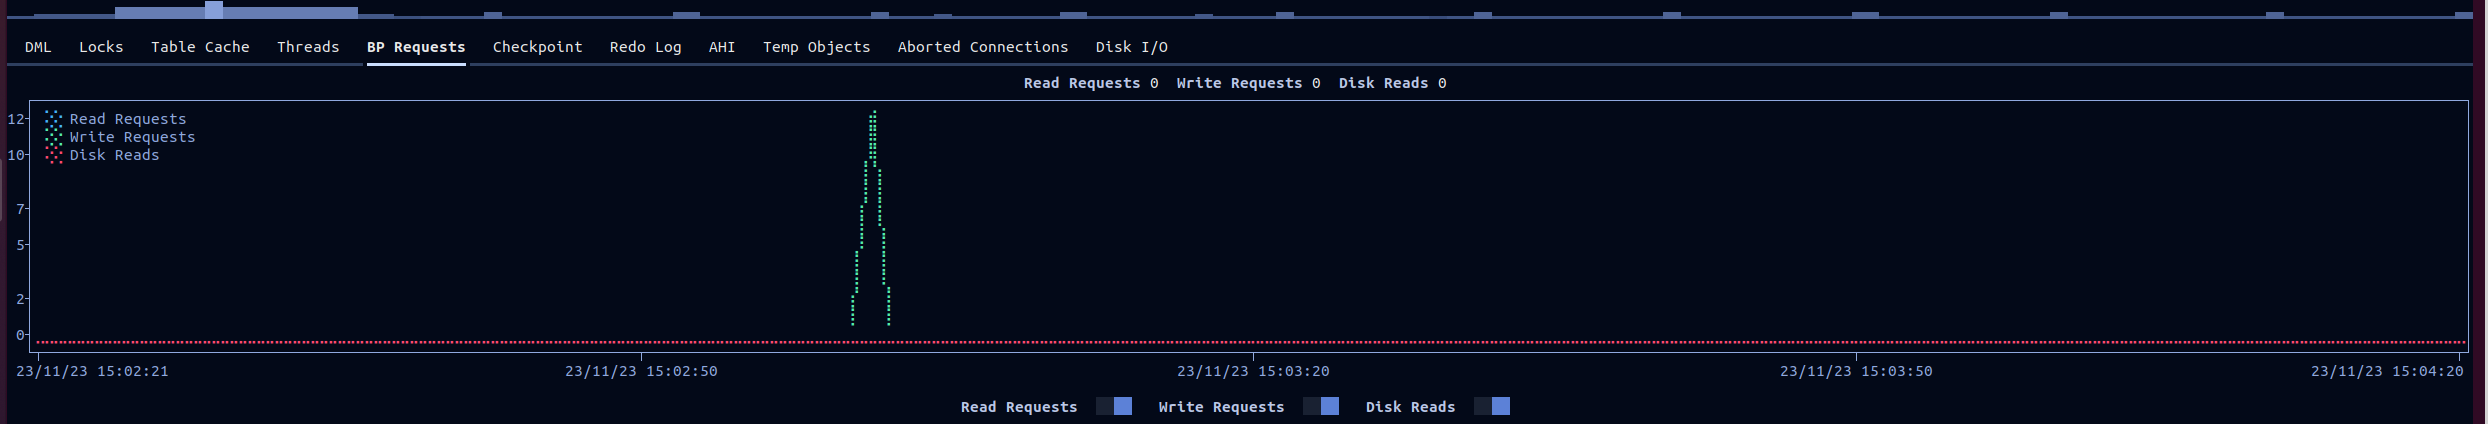 DML Locks Table Cache Threads BP Requests Checkpoint Redo Log AHI Temp Objects Aborted Connections Disk I/O
Read Requests 0 Write Requests 0 Disk Reads 0
12
Read Requests
Write Requests
10
Disk Reads
7
5
2
0
23/11/23 15:02:21 23/11/23 15:02:50 23/11/23 15:03:20 23/11/23 15:03:50 23/11/23 15:04:20
Read Requests Write Requests Disk Reads